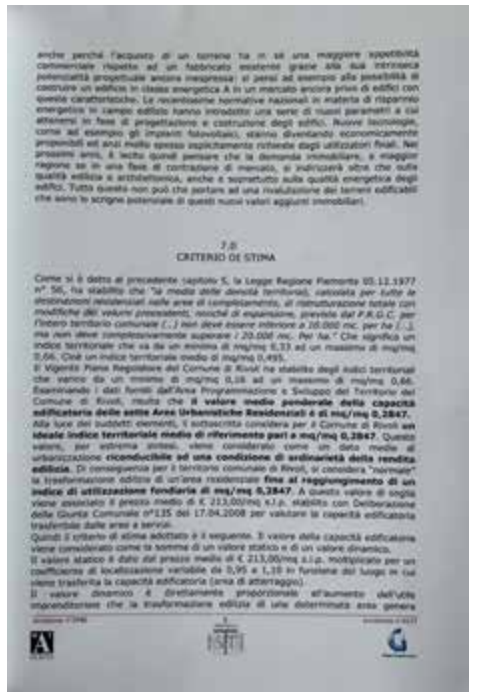 anche perché l'acquisto di un terreno ha in sé una maggiore appetibilità
commerciale rispetto ad un fabbricato esistente grazie alla sua intrinseca
potenzialità progettuale ancora inespressa: si pensi ad esempio alla possibilità di
costruire un edificio in classe energetica A in un mercato ancora privo di edifici con
queste caratteristiche. Le recentissime normative nazionali in materia di risparmio
energetico in campo edilizio hanno introdotto una serie di nuovi parametri a cui
attenersi in fase di progettazione e costruzione degli edifici. Nuove tecnologie,
come ad esempio gli impianti fotovoltaici, stanno diventando economicamente
proponibili ed anzi molto spesso esplicitamente richieste dagli utilizzatori finali. Nei
prossimi anni, è lecito quindi pensare che la domanda immobiliare, a maggior
ragione se in una fase di contrazione di mercato, si indirizzerà oltre che sulla
qualità edilizia e architettonica, anche e soprattutto sulla qualità energetica degli
edifici. Tutto questo non può che portare ad una rivalutazione dei terreni edificabili
che sono lo scrigno potenziale di questi nuovi valori aggiunti immobiliari.
7.0
CRITERIO DI STIMA
Come si è detto al precedente capitolo 5, la Legge Regione Piemonte 05.12.1977
n° 56, ha stabilito che "la media delle densità territoriali, calcolata per tutte le
destinazioni residenziali nelle aree di completamento, di ristrutturazione totale con
modifiche dei volumi preesistenti, nonché di espansione, previste dal P.R.G.C. per
l'intero territorio comunale (..) non deve essere inferiore a 10.000 mc. per ha (..),
ma non deve complessivamente superare i 20.000 mc. Per ha." Che significa un
indice territoriale che va da un minimo di mq/mq 0,33 ad un massimo di mq/mq
0,66. Cioè un indice territoriale medio di mq/mq 0,495.
Il Vigente Piano Regolatore del Comune di Rivoli ha stabilito degli indici territoriali
che variano da un minimo di mq/mq 0,16 ad un massimo di mq/mq 0,66.
Esaminando i dati forniti dall'Area Programmazione e Sviluppo del Territorio del
Comune di Rivoli, risulta che il valore medio ponderale della capacità
edificatoria delle sotto Aree Urbanistiche Residenziali è di mq/mq 0,2847.
Alla luce dei suddetti elementi, il sottoscritto considera per il Comune di Rivoli un
ideale indice territoriale medio di riferimento pari a mq/mq 0,2847. Questo
valore, per estrema sintesi, viene considerato come un dato medio di
urbanizzazione riconducibile ad una condizione di ordinarietà della rendita
edilizia. Di conseguenza per il territorio comunale di Rivoli, si considera "normale"
la trasformazione edilizia di un'area residenziale fino al raggiungimento di un
indice di utilizzazione fondiaria di mq/mq 0,2847. A questo valore di soglia
viene associato il prezzo medio di € 213,00/mq s.l.p. stabilito con Deliberazione
della Giunta Comunale n°135 del 17.04.2008 per valutare la capacità edificatoria
trasferibile dalle aree a servizi.
Quindi il criterio di stima adottato è il seguente. Il valore della capacità edificatoria
viene considerato come la somma di un valore statico e di un valore dinamico.
Il valore statico è dato dal prezzo medio di € 213,00/mq s.l.p. moltiplicato per un
coefficiente di localizzazione variabile da 0,95 a 1,10 in funzione del luogo in cui
viene trasferita la capacità edificatoria (area di atterraggio).
Il valore dinamico è direttamente proporzionale all'aumento dell'utile
imprenditoriale che la trasformazione edilizia di una determinata area genera